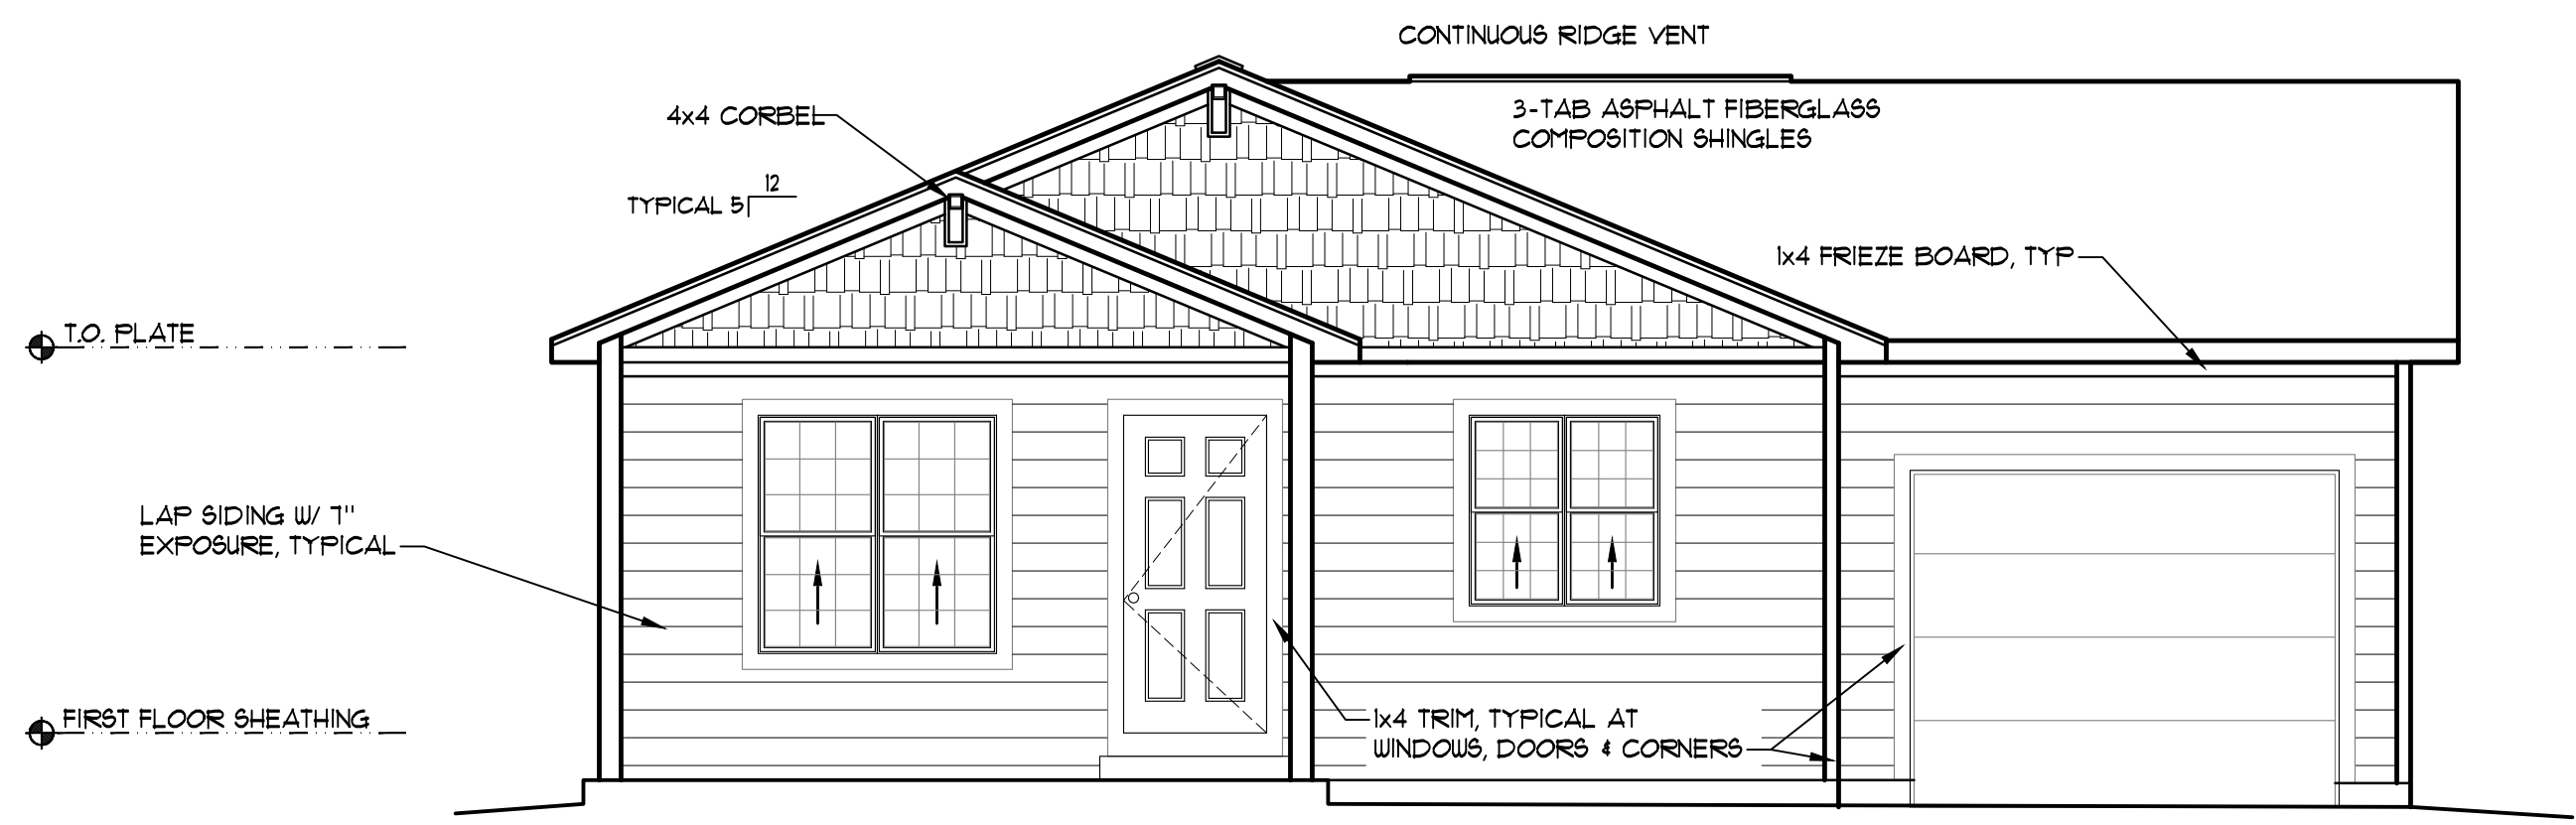 CONTINUOUS RIDGE VENT
4x4 CORBEL
3-TAB ASPHALT FIBERGLASS
COMPOSITION SHINGLES
12
TYPICAL 5
1x4 FRIEZE BOARD, TYP
T.O. PLATE
LAP SIDING W/ 7"
EXPOSURE, TYPICAL
FIRST FLOOR SHEATHING
1x4 TRIM, TYPICAL AT
WINDOWS, DOORS & CORNERS